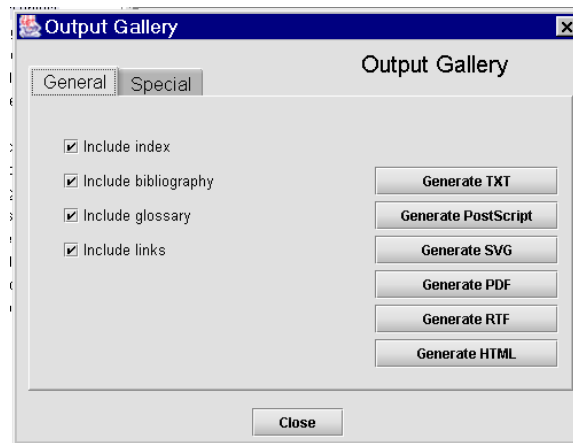 Output Gallery
Output Gallery
General Special
Include index
Include bibliography
Include glossary
Include links
Generate TXT
Generate PostScript
Generate SVG
Generate PDF
Generate RTF
Generate HTML
Close